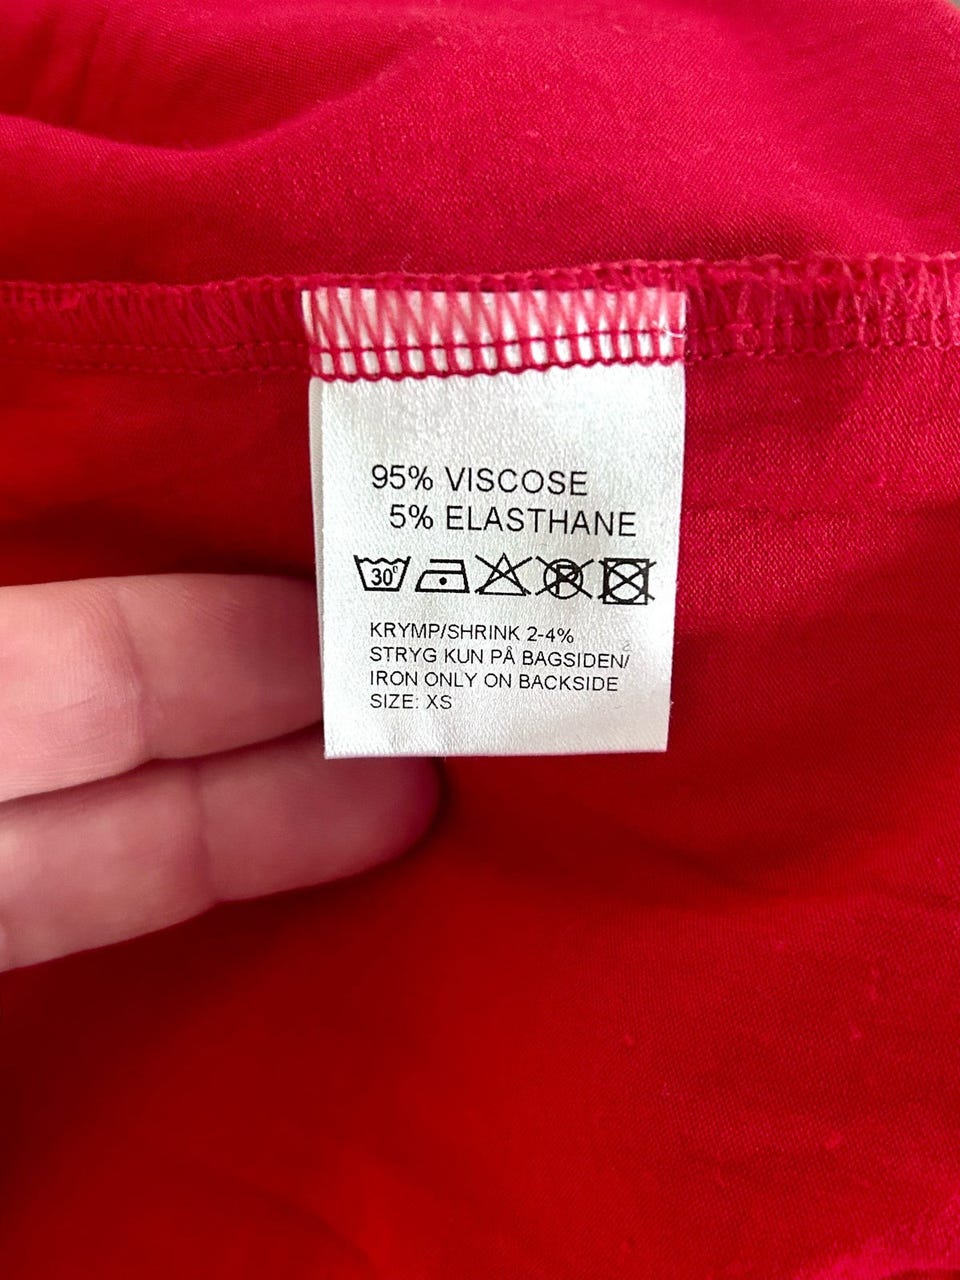 95% VISCOSE
5% ELASTHANE
30°
P
KRYMP/SHRINK 2-4%
STRYG KUN PÅ BAGSIDEN/
IRON ONLY ON BACKSIDE
SIZE: XS